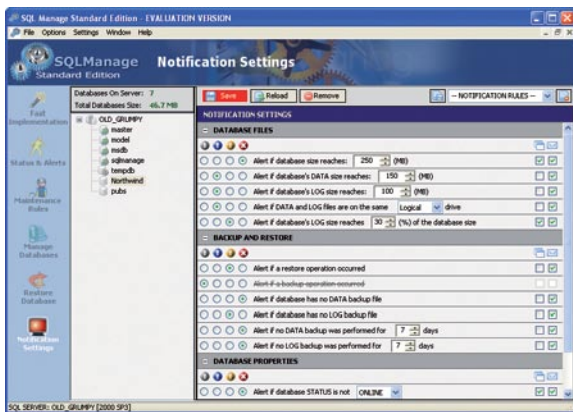 SQL Manage Standard Edition - EVALUATION VERSION
File Options Settings Window Help
SQLManage
Standard Edition
Notification Settings
Fast Implementation
Status & Alerts
Maintenance Rules
Manage Databases
Restore Database
Notification Settings
Databases On Server: 7
Total Databases Size: 46.7 MB
OLD_GRUMPY
master
model
msdb
sqlmanage
tempdb
Northwind
pubs
Save Reload Remove -- NOTIFICATION RULES --
NOTIFICATION SETTINGS
DATABASE FILES
Alert if database size reaches: 250 (MB)
Alert if database's DATA size reaches: 150 (MB)
Alert if database's LOG size reaches: 100 (MB)
Alert if DATA and LOG files are on the same Logical drive
Alert if database's LOG size reaches 30 (%) of the database size
BACKUP AND RESTORE
Alert if a restore operation occurred
Alert if a backup operation occurred
Alert if database has no DATA backup file
Alert if database has no LOG backup file
Alert if no DATA backup was performed for 7 days
Alert if no LOG backup was performed for 7 days
DATABASE PROPERTIES
Alert if database STATUS is not ONLINE
SQL SERVER: OLD_GRUMPY [2000 SP3]